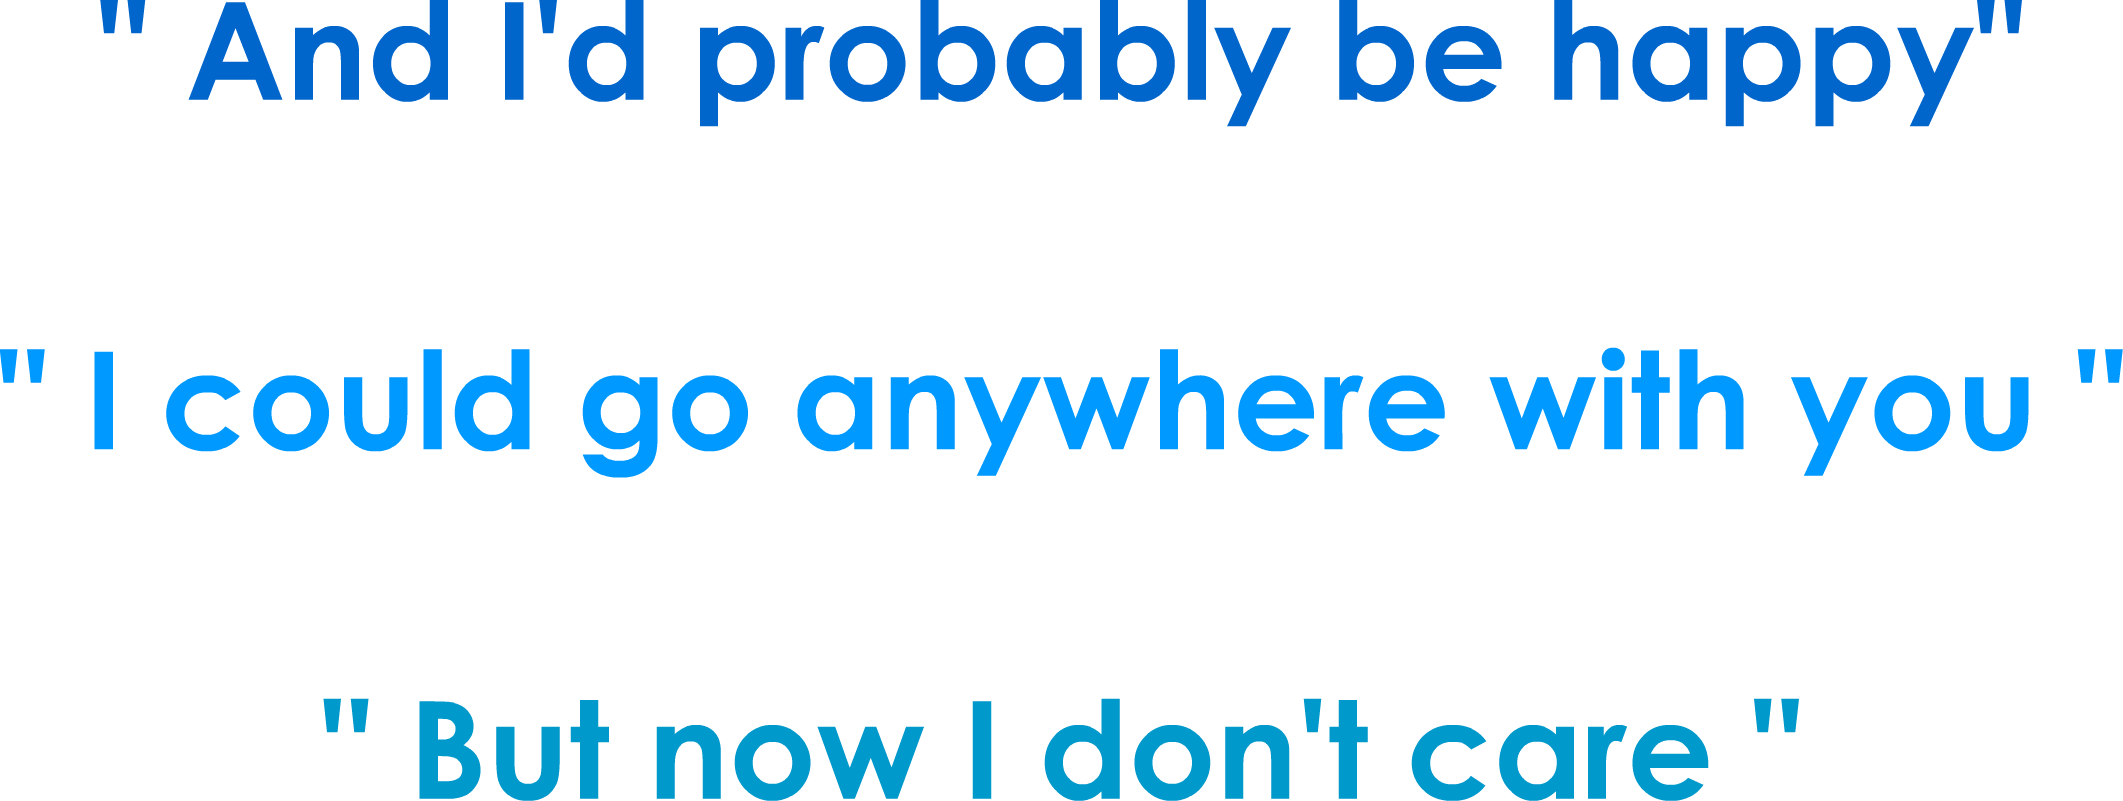 " And I'd probably be happy"
" I could go anywhere with you "
" But now I don't care "